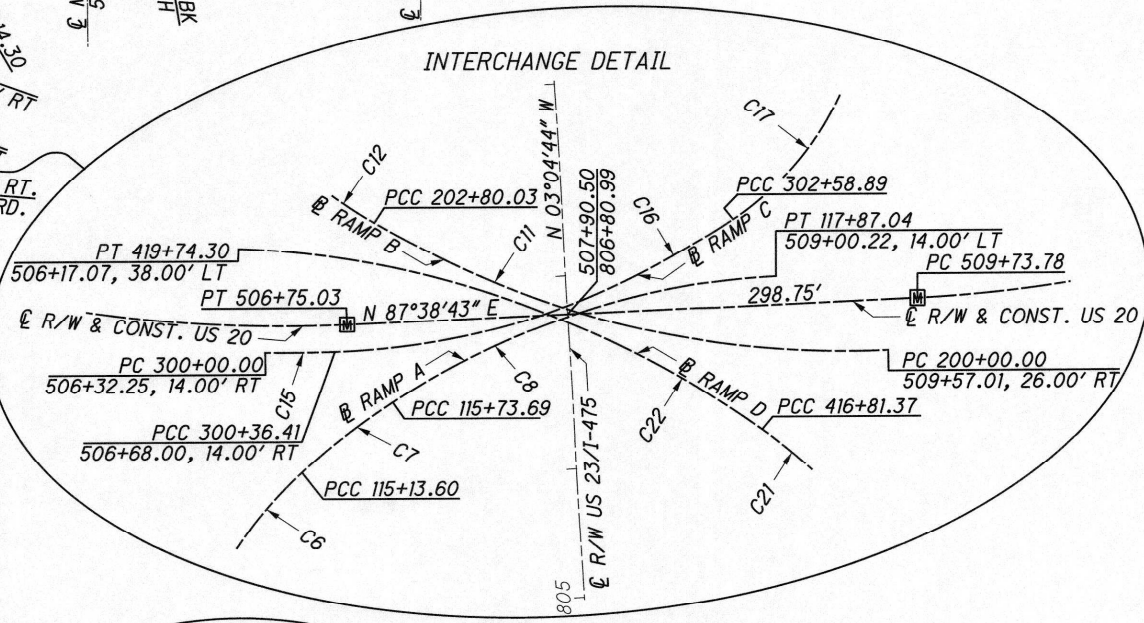 BK
H
℄ N
5
℄
4.30
' RT
RT.
RD.
INTERCHANGE DETAIL
N 03°04'44" W
507+90.50
806+80.99
C17
C12
PCC 202+80.03
PCC 302+58.89
℄ RAMP B
C11
C16
℄ RAMP C
PT 117+87.04
509+00.22, 14.00' LT
PT 419+74.30
506+17.07, 38.00' LT
PC 509+73.78
PT 506+75.03
N 87°38'43" E
298.75'
℄ R/W & CONST. US 20
℄ R/W & CONST. US 20
PC 300+00.00
506+32.25, 14.00' RT
C15
℄ RAMP A
C8
℄ RAMP D
PC 200+00.00
509+57.01, 26.00' RT
PCC 115+73.69
C22
PCC 416+81.37
PCC 300+36.41
506+68.00, 14.00' RT
C7
C21
PCC 115+13.60
C6
℄ R/W US 23/I-475
805